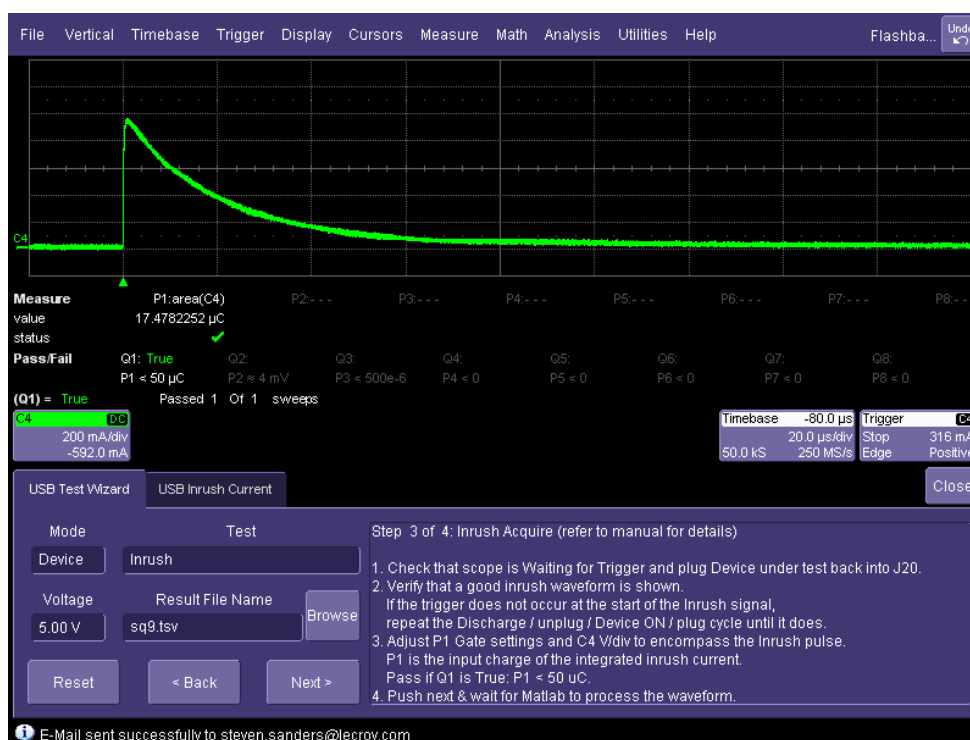 File Vertical Timebase Trigger Display Cursors Measure Math Analysis Utilities Help Flashba... Undo
C4
Measure P1:area(C4) P2:- - - P3:- - - P4:- - - P5:- - - P6:- - - P7:- - - P8:- -
value 17.4782252 µC
status
Pass/Fail Q1: True Q2: Q3: Q4: Q5: Q6: Q7: Q8:
P1 < 50 µC P2 ≈ 4 mV P3 < 500e-6 P4 < 0 P5 < 0 P6 < 0 P7 < 0 P8 < 0
(Q1) = True Passed 1 Of 1 sweeps
C4 DC
200 mA/div
-592.0 mA
Timebase -80.0 µs
20.0 µs/div
50.0 kS 250 MS/s
Trigger C4
Stop 316 mA
Edge Positive
USB Test Wizard USB Inrush Current Close
Mode Test
Device Inrush
Voltage Result File Name
5.00 V sq9.tsv Browse
Reset < Back Next >
Step 3 of 4: Inrush Acquire (refer to manual for details)
1. Check that scope is Waiting for Trigger and plug Device under test back into J20.
2. Verify that a good inrush waveform is shown.
If the trigger does not occur at the start of the Inrush signal,
repeat the Discharge / unplug / Device ON / plug cycle until it does.
3. Adjust P1 Gate settings and C4 V/div to encompass the Inrush pulse.
P1 is the input charge of the integrated inrush current.
Pass if Q1 is True: P1 < 50 uC.
4. Push next & wait for Matlab to process the waveform.
E-Mail sent successfully to steven.sanders@lecroy.com